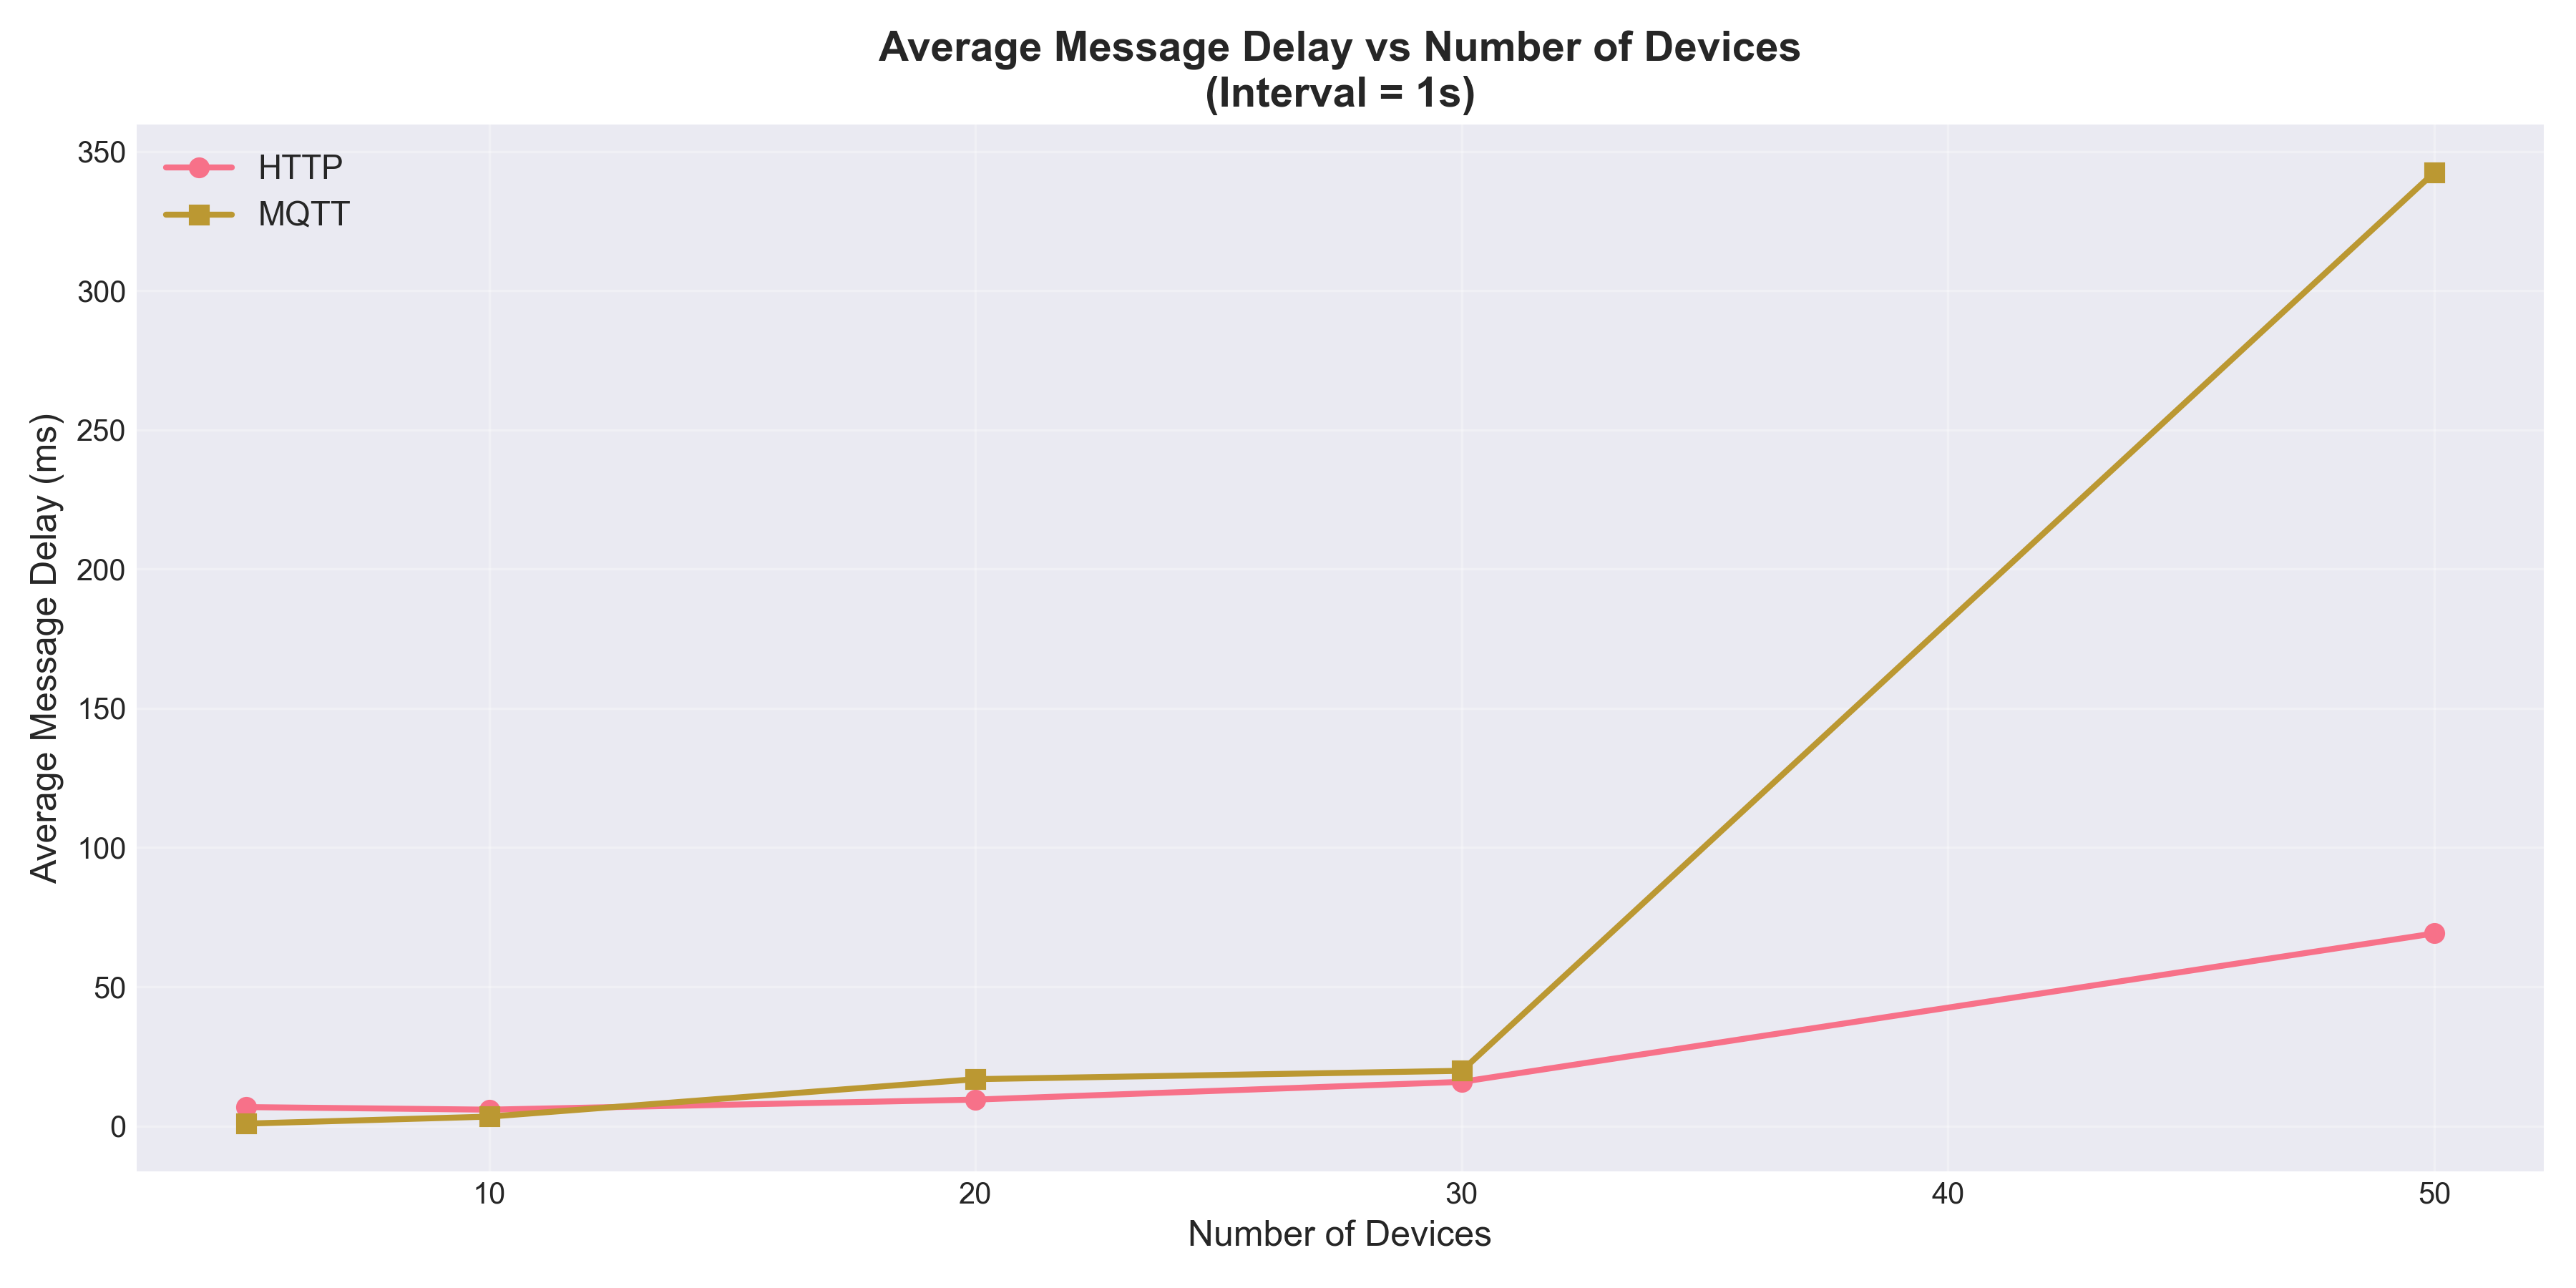 Average Message Delay vs Number of Devices
(Interval = 1s)
HTTP
MQTT
Average Message Delay (ms)
350
300
250
200
150
100
50
0
10 20 30 40 50
Number of Devices